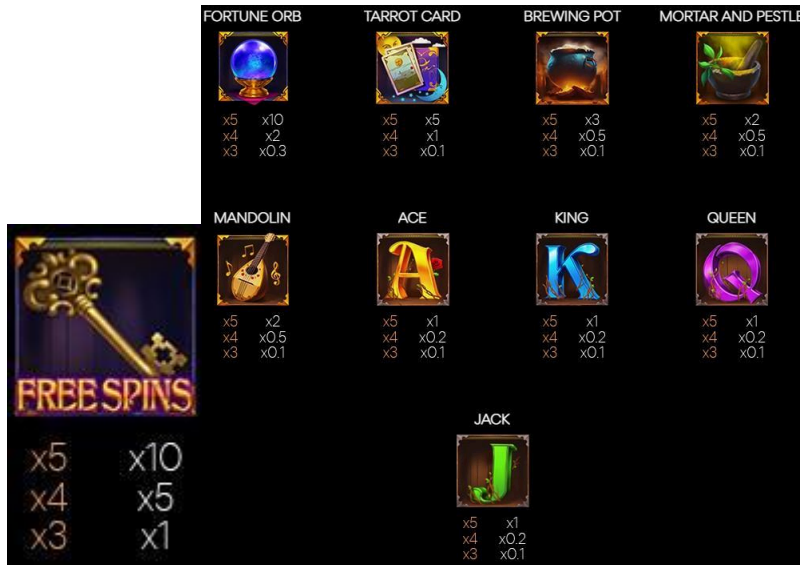 FORTUNE ORB
x5 x10
x4 x2
x3 x0.3
TARROT CARD
x5 x5
x4 x1
x3 x0.1
BREWING POT
x5 x3
x4 x0.5
x3 x0.1
MORTAR AND PESTLE
x5 x2
x4 x0.5
x3 x0.1
MANDOLIN
x5 x2
x4 x0.5
x3 x0.1
ACE
A
x5 x1
x4 x0.2
x3 x0.1
KING
K
x5 x1
x4 x0.2
x3 x0.1
QUEEN
Q
x5 x1
x4 x0.2
x3 x0.1
FREE SPINS
x5 x10
x4 x5
x3 x1
JACK
J
x5 x1
x4 x0.2
x3 x0.1